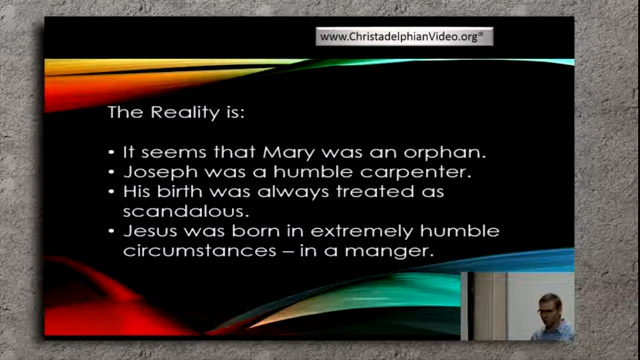 www.ChristadelphianVideo.org®
The Reality is:
• It seems that Mary was an orphan.
• Joseph was a humble carpenter.
• His birth was always treated as
scandalous.
• Jesus was born in extremely humble
circumstances – in a manger.